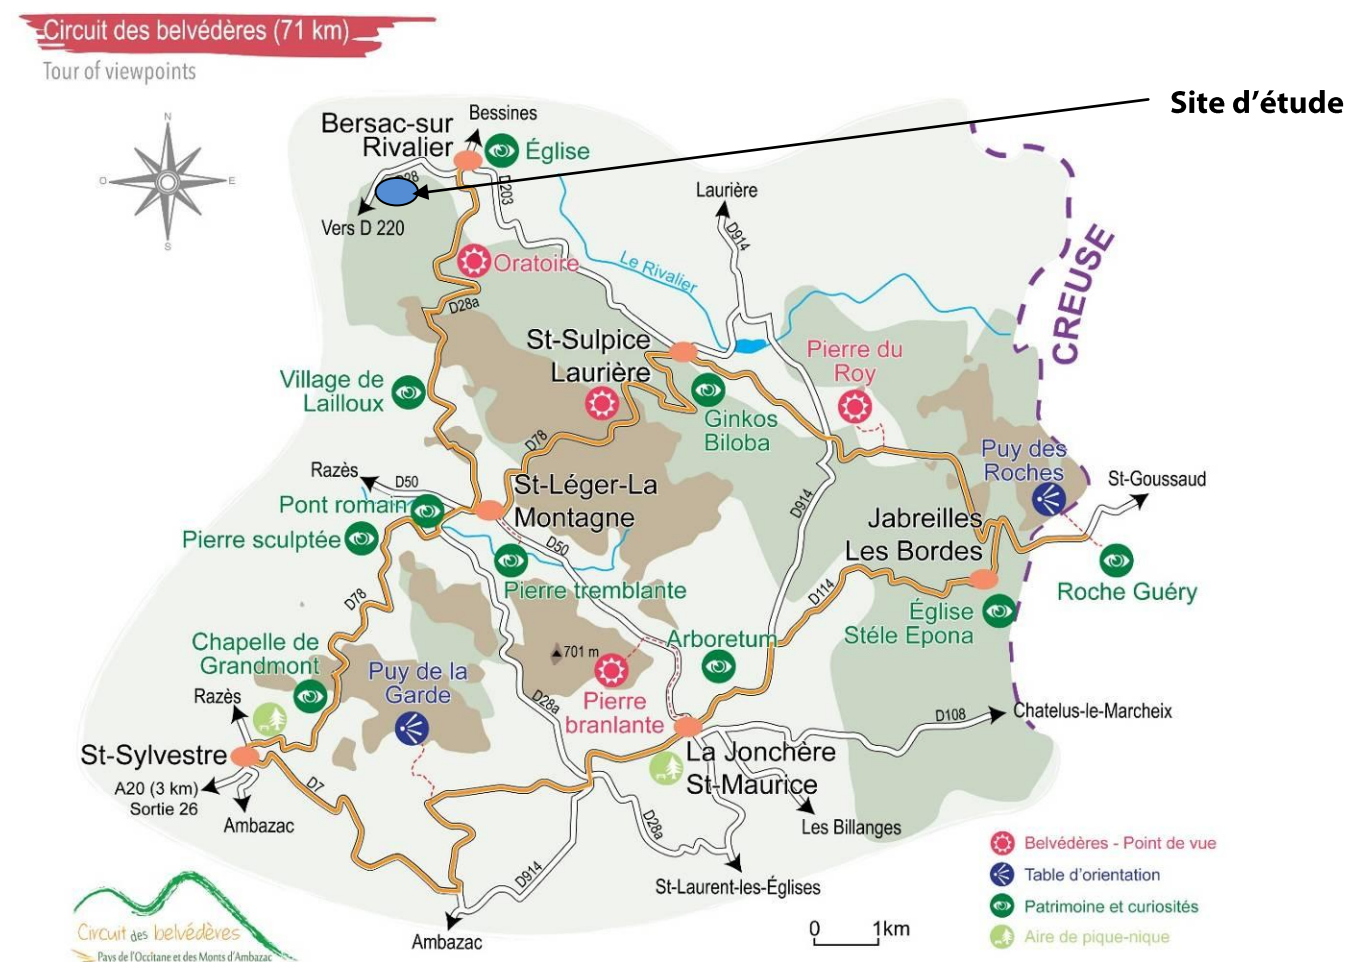 Circuit des belvédères (71 km)
Tour of viewpoints
Site d'étude
N
O
E
S
Bessines
Bersac-sur
Rivalier
Église
D28
D203
Vers D 220
Laurière
D914
CREUSE
Oratoire
Le Rivalier
D28a
St-Sulpice
Laurière
Pierre du
Roy
Village de
Lailloux
Ginkos
Biloba
D78
Puy des
Roches
Razès
D50
St-Léger-La
Montagne
St-Goussaud
Pont romain
D914
Jabreilles
Les Bordes
Pierre sculptée
D50
Pierre tremblante
D114
Roche Guéry
D78
Église
Stéle Epona
Chapelle de
Grandmont
Arboretum
701 m
Puy de la
Garde
Razès
D28a
Pierre
branlante
D108
Chatelus-le-Marcheix
St-Sylvestre
La Jonchère
St-Maurice
A20 (3 km)
Sortie 26
D7
Ambazac
D28a
Les Billanges
D914
St-Laurent-les-Églises
Ambazac
Belvédères - Point de vue
Table d'orientation
Patrimoine et curiosités
Aire de pique-nique
0 1km
Circuit des belvédères
Pays de l'Occitane et des Monts d'Ambazac